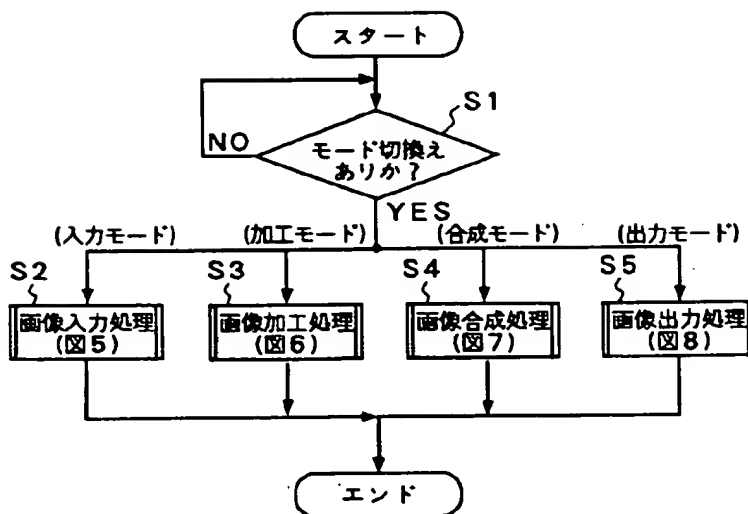 スタート
S1
モード切換え
ありか?
NO
YES
(入力モード)
(加工モード)
(合成モード)
(出力モード)
S2
S3
S4
S5
画像入力処理
(図5)
画像加工処理
(図6)
画像合成処理
(図7)
画像出力処理
(図8)
エンド